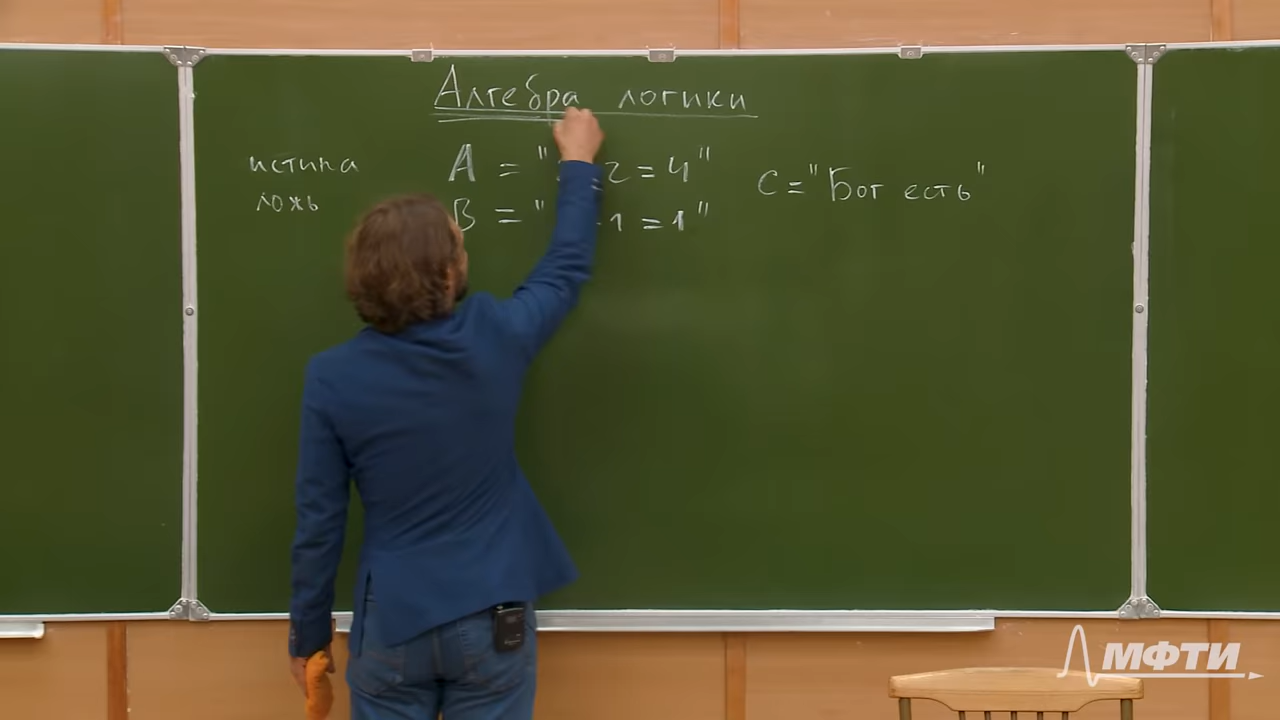 Алгебра логики
истина
ложь
A = " 2 = 4"
B = " -1 = 1"
C = "Бог есть"
МФТИ